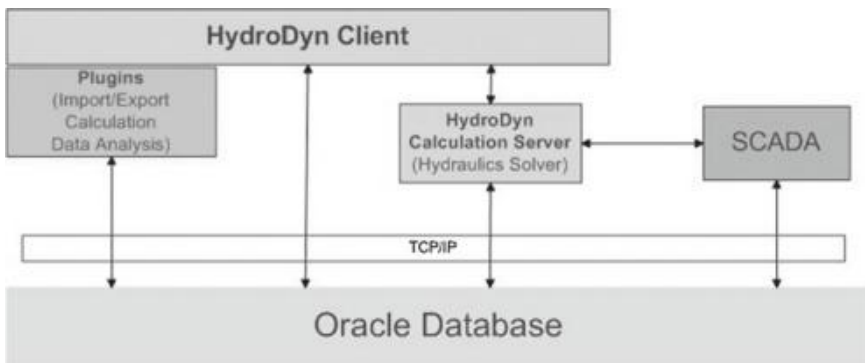 HydroDyn Client
Plugins
(Import/Export
Calculation
Data Analysis)
HydroDyn
Calculation Server
(Hydraulics Solver)
SCADA
TCP/IP
Oracle Database